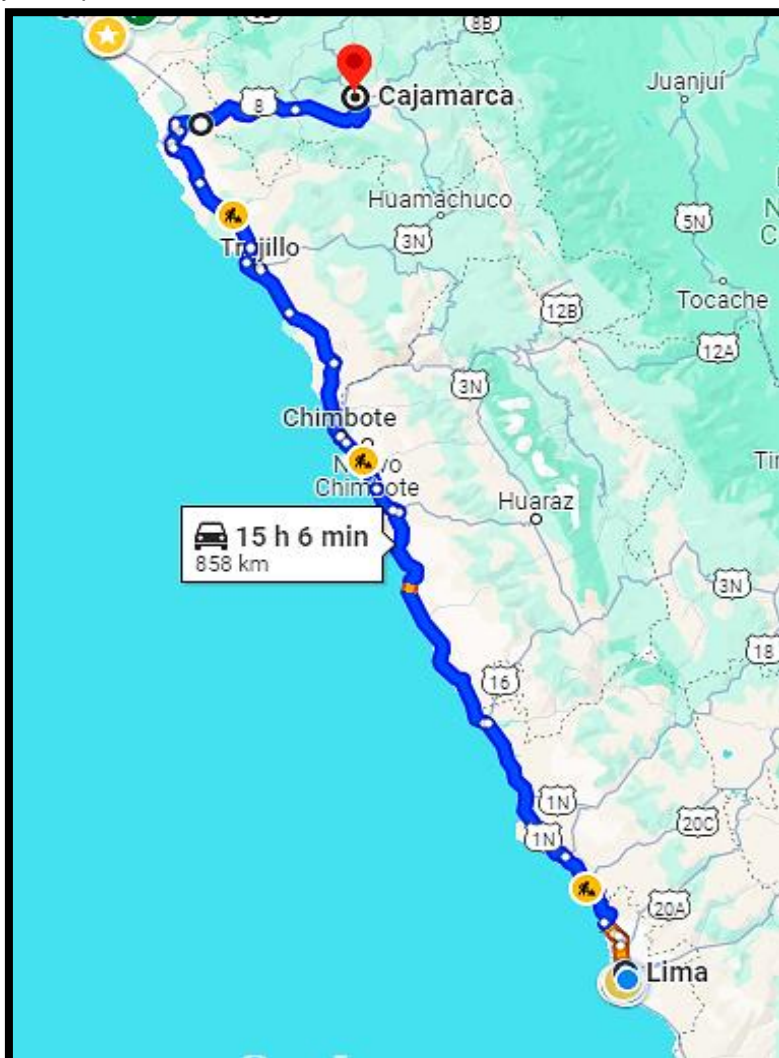 8B
Juanjuí
8
Cajamarca
Huamachuco
5N
Trujillo
3N
Tocache
12B
12A
3N
Chimbote
Chimbote
Huaraz
15 h 6 min
858 km
3N
18
16
1N
20C
1N
20A
Lima